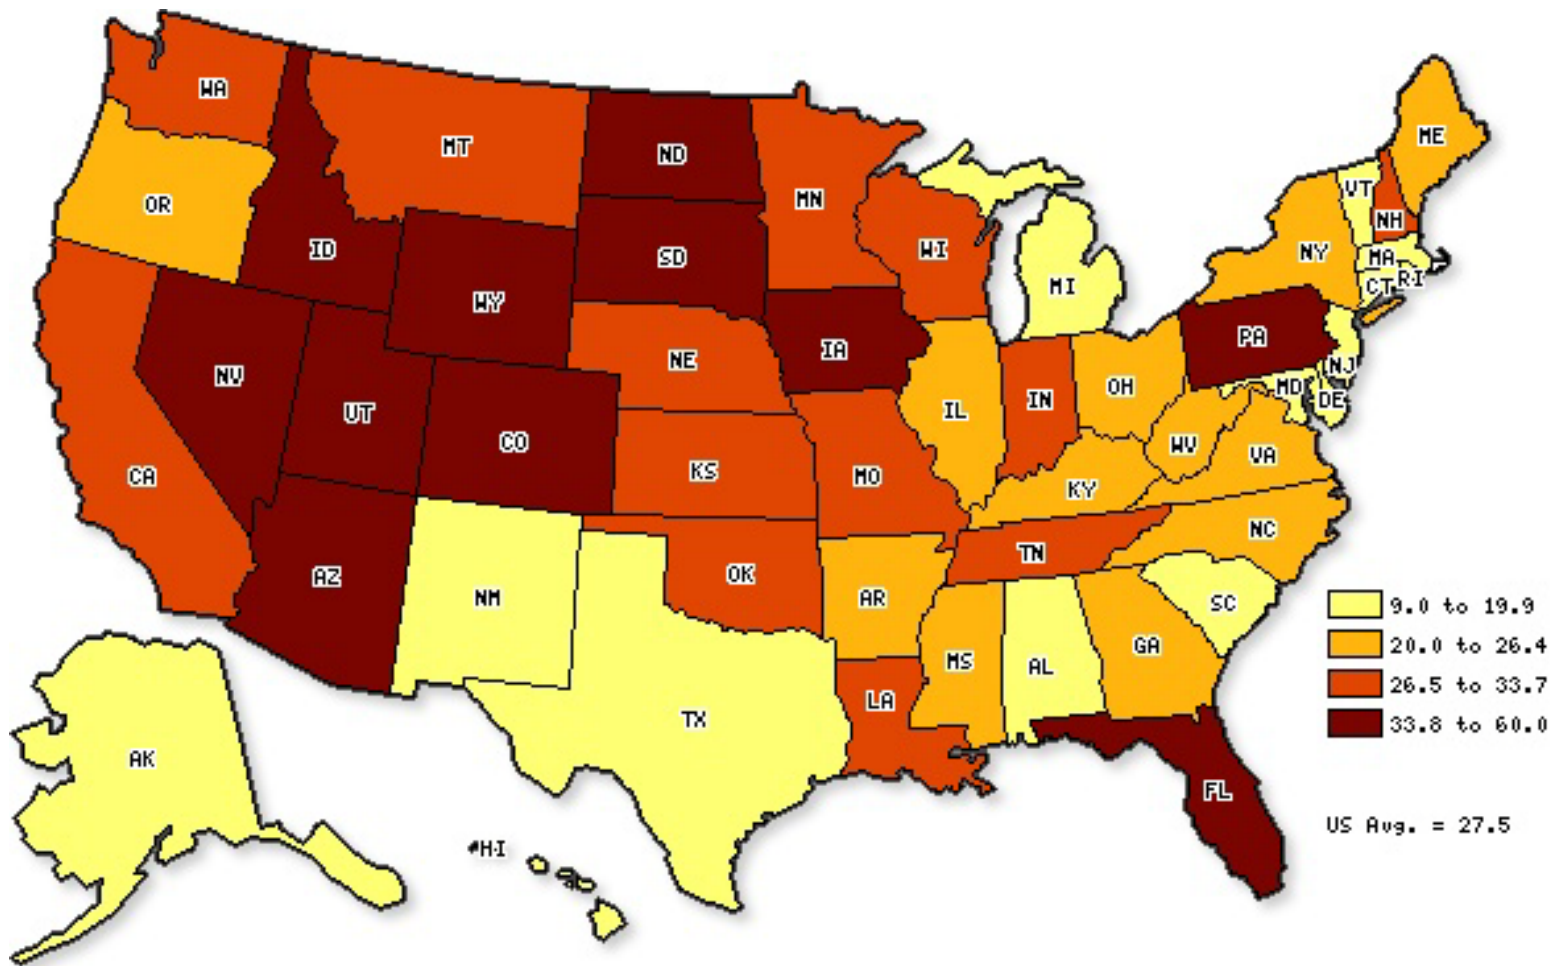 WA
MT
ND
MN
ME
VT
NH
OR
ID
SD
WI
NY
MA
RI
CT
MI
WY
IA
PA
NE
NJ
NV
UT
OH
MD
DE
IN
IL
CO
WV
VA
CA
KS
MO
KY
NC
TN
AZ
OK
NM
AR
SC
GA
MS
AL
LA
TX
AK
FL
HI
9.0 to 19.9
20.0 to 26.4
26.5 to 33.7
33.8 to 60.0
US Avg. = 27.5